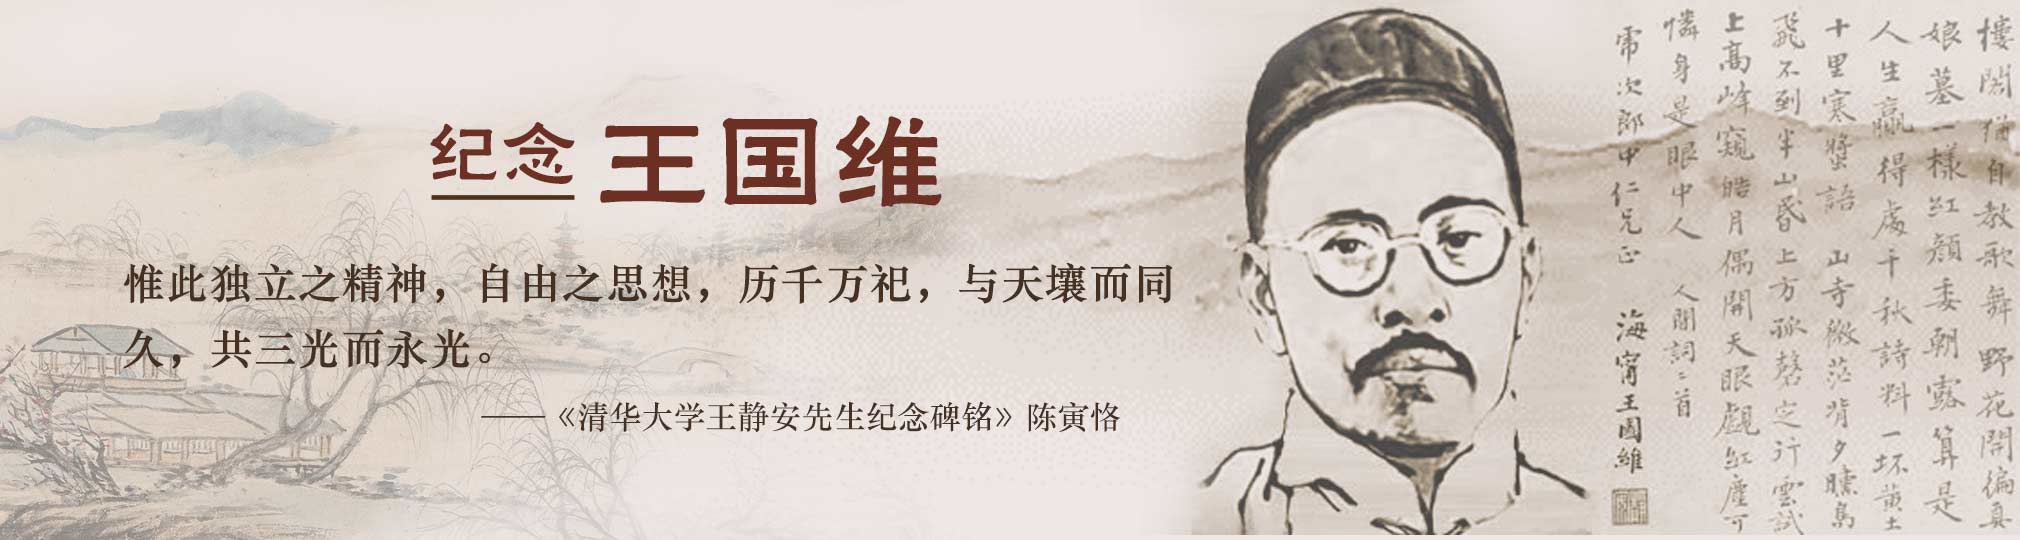 纪念 王国维
惟此独立之精神，自由之思想，历千万祀，与天壤而同
久，共三光而永光。
——《清华大学王静安先生纪念碑铭》陈寅恪
樓閣猶自教歌舞野花開偏真
娘墓一樣紅顏委朝露算是
人生贏得處千秋詩料一坏黃土
十里寒螿語 山寺微茫背夕曛鳥
飛不到半山昏上方孤磬定行雲試
上高峰窺皓月偶開天眼覷紅塵可
憐身是眼中人 人間詞二首
次郎中仁兄正 海甯王國維